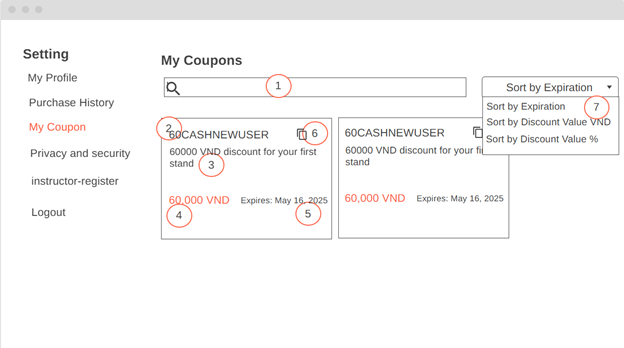 Setting
My Profile
Purchase History
My Coupon
Privacy and security
instructor-register
Logout
My Coupons
1
Sort by Expiration
Sort by Expiration
7
Sort by Discount Value VND
Sort by Discount Value %
2
60CASHNEWUSER
6
60000 VND discount for your first
stand
3
60,000 VND
Expires: May 16, 2025
4
5
60CASHNEWUSER
60000 VND discount for your
stand
60,000 VND
Expires: May 16, 2025